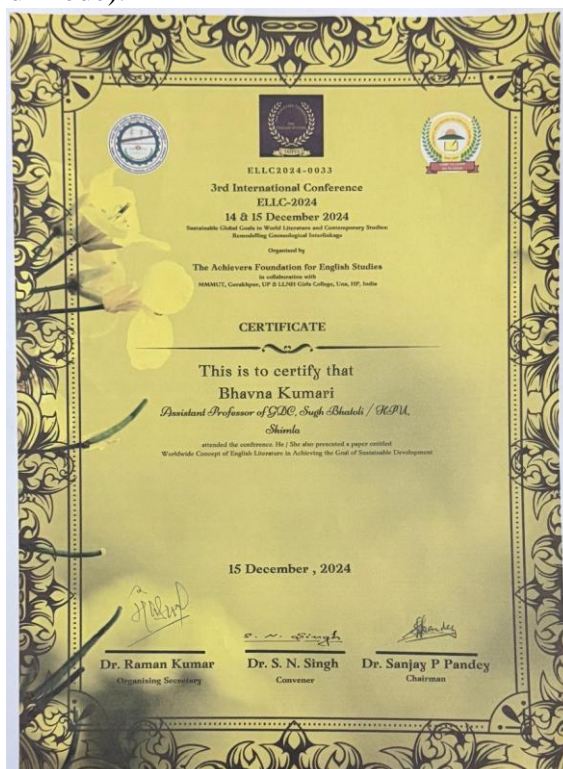 ELLC2024-0033
3rd International Conference
ELLC-2024
14 & 15 December 2024
Sustainable Global Goals in World Literature and Contemporary Studies:
Remodelling Gnoseological Interlinkage
Organised by
The Achievers Foundation for English Studies
in collaboration with
MMMUT, Gorakhpur, UP & LLNH Girls College, Una, HP, India
CERTIFICATE
This is to certify that
Bhavna Kumari
Assistant Professor of GDC, Sugh Bhatoli / HPU,
Shimla
attended the conference. He / She also presented a paper entitled
Worldwide Concept of English Literature in Achieving the Goal of Sustainable Development
15 December , 2024
S. N. Singh
Dr. Raman Kumar
Dr. S. N. Singh
Dr. Sanjay P Pandey
Organising Secretary
Convener
Chairman